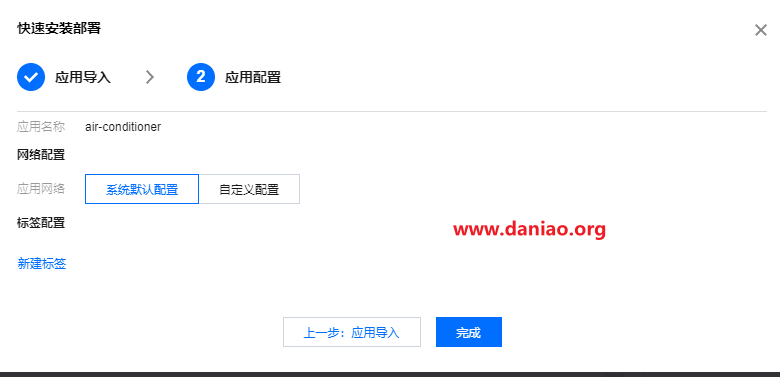 快速安装部署
应用导入 2 应用配置
应用名称 air-conditioner
网络配置
应用网络 系统默认配置 自定义配置
标签配置
www.daniao.org
新建标签
上一步：应用导入 完成